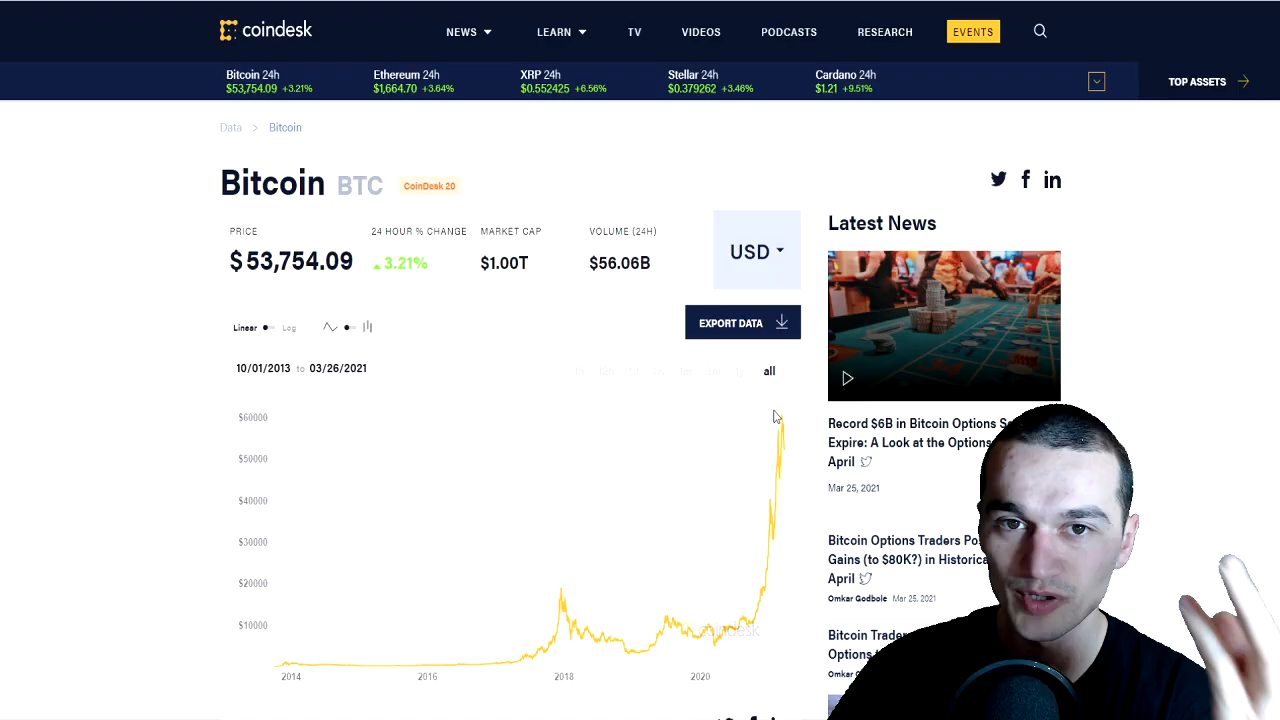 coindesk
NEWS LEARN TV VIDEOS PODCASTS RESEARCH EVENTS
Bitcoin 24h Ethereum 24h XRP 24h Stellar 24h Cardano 24h
$53,754.09 +3.21% $1,664.70 +3.64% $0.552425 +6.56% $0.379262 +3.46% $1.21 +9.51%
TOP ASSETS
Data > Bitcoin
Bitcoin BTC CoinDesk 20
PRICE 24 HOUR % CHANGE MARKET CAP VOLUME (24H)
$53,754.09 3.21% $1.00T $56.06B
USD
EXPORT DATA
Linear Log
10/01/2013 to 03/26/2021
all
$60000
$50000
$40000
$30000
$20000
$10000
coindesk
2014 2016 2018 2020
Latest News
Record $6B in Bitcoin Options
Expire: A Look at the Options
April
Mar 25, 2021
Bitcoin Options Traders
Gains (to $80K?) in Historica
April
Omkar Godbole Mar 25, 2021
Bitcoin Trade
Options
Omkar